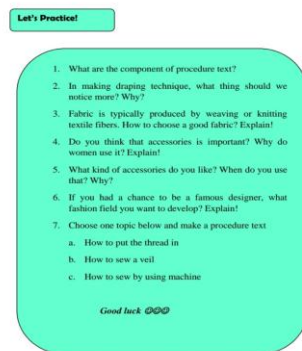 Let's Practice!
1. What are the component of procedure text?
2. In making draping technique, what thing should we
notice more? Why?
3. Fabric is typically produced by weaving or knitting
textile fibers. How to choose a good fabric? Explain!
4. Do you think that accessories is important? Why do
women use it? Explain!
5. What kind of accessories do you like? When do you use
that? Why?
6. If you had a chance to be a famous designer, what
fashion field you want to develop? Explain!
7. Choose one topic below and make a procedure text
a. How to put the thread in
b. How to sew a veil
c. How to sew by using machine
Good luck ☺☺☺